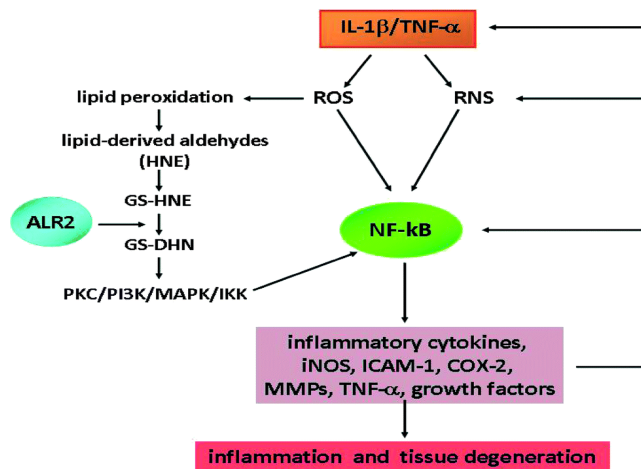 IL-1β/TNF-α
lipid peroxidation
ROS
RNS
lipid-derived aldehydes
(HNE)
GS-HNE
ALR2
GS-DHN
NF-kB
PKC/PI3K/MAPK/IKK
inflammatory cytokines,
iNOS, ICAM-1, COX-2,
MMPs, TNF-α, growth factors
inflammation and tissue degeneration